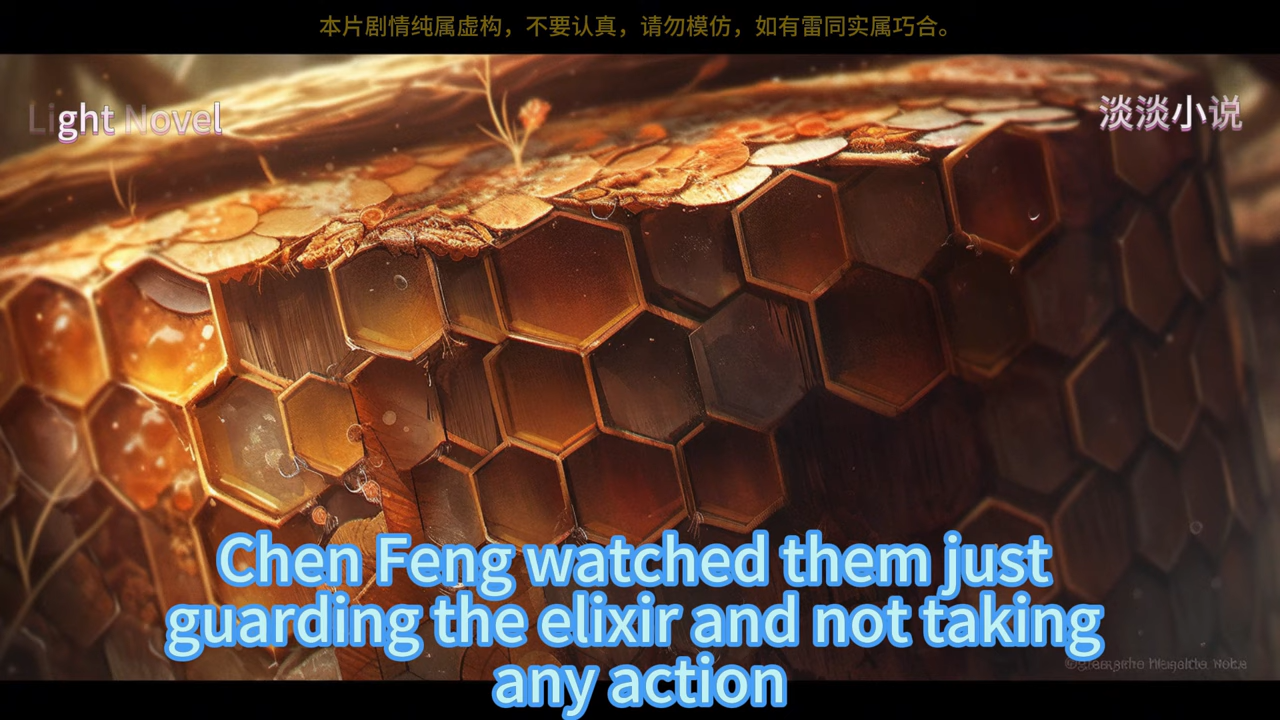 本片剧情纯属虚构，不要认真，请勿模仿，如有雷同实属巧合。
Light Novel
淡淡小说
Chen Feng watched them just
guarding the elixir and not taking
any action